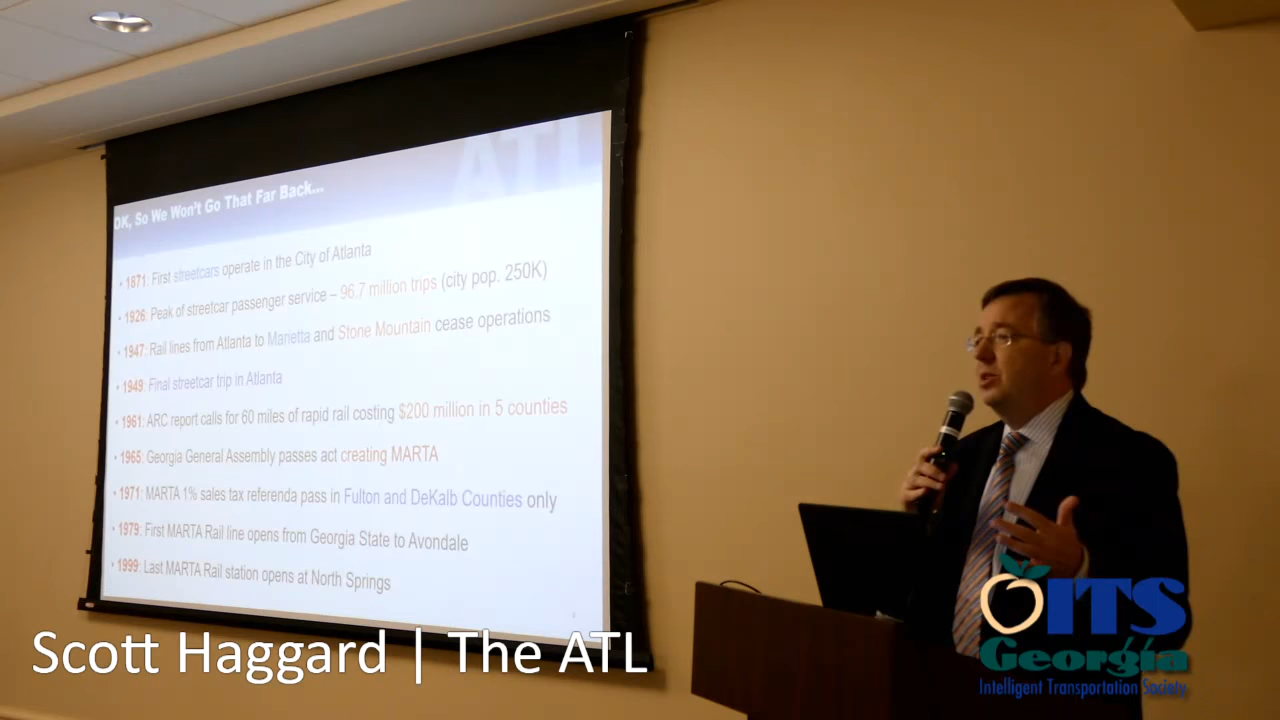 ATL
OK, So We Won't Go That Far Back...
• 1871: First streetcars operate in the City of Atlanta
• 1926: Peak of streetcar passenger service – 96.7 million trips (city pop. 250K)
• 1947: Rail lines from Atlanta to Marietta and Stone Mountain cease operations
• 1949: Final streetcar trip in Atlanta
• 1961: ARC report calls for 60 miles of rapid rail costing $200 million in 5 counties
• 1965: Georgia General Assembly passes act creating MARTA
• 1971: MARTA 1% sales tax referenda pass in Fulton and DeKalb Counties only
• 1979: First MARTA Rail line opens from Georgia State to Avondale
• 1999: Last MARTA Rail station opens at North Springs
Scott Haggard | The ATL
ITS
Georgia
Intelligent Transportation Society